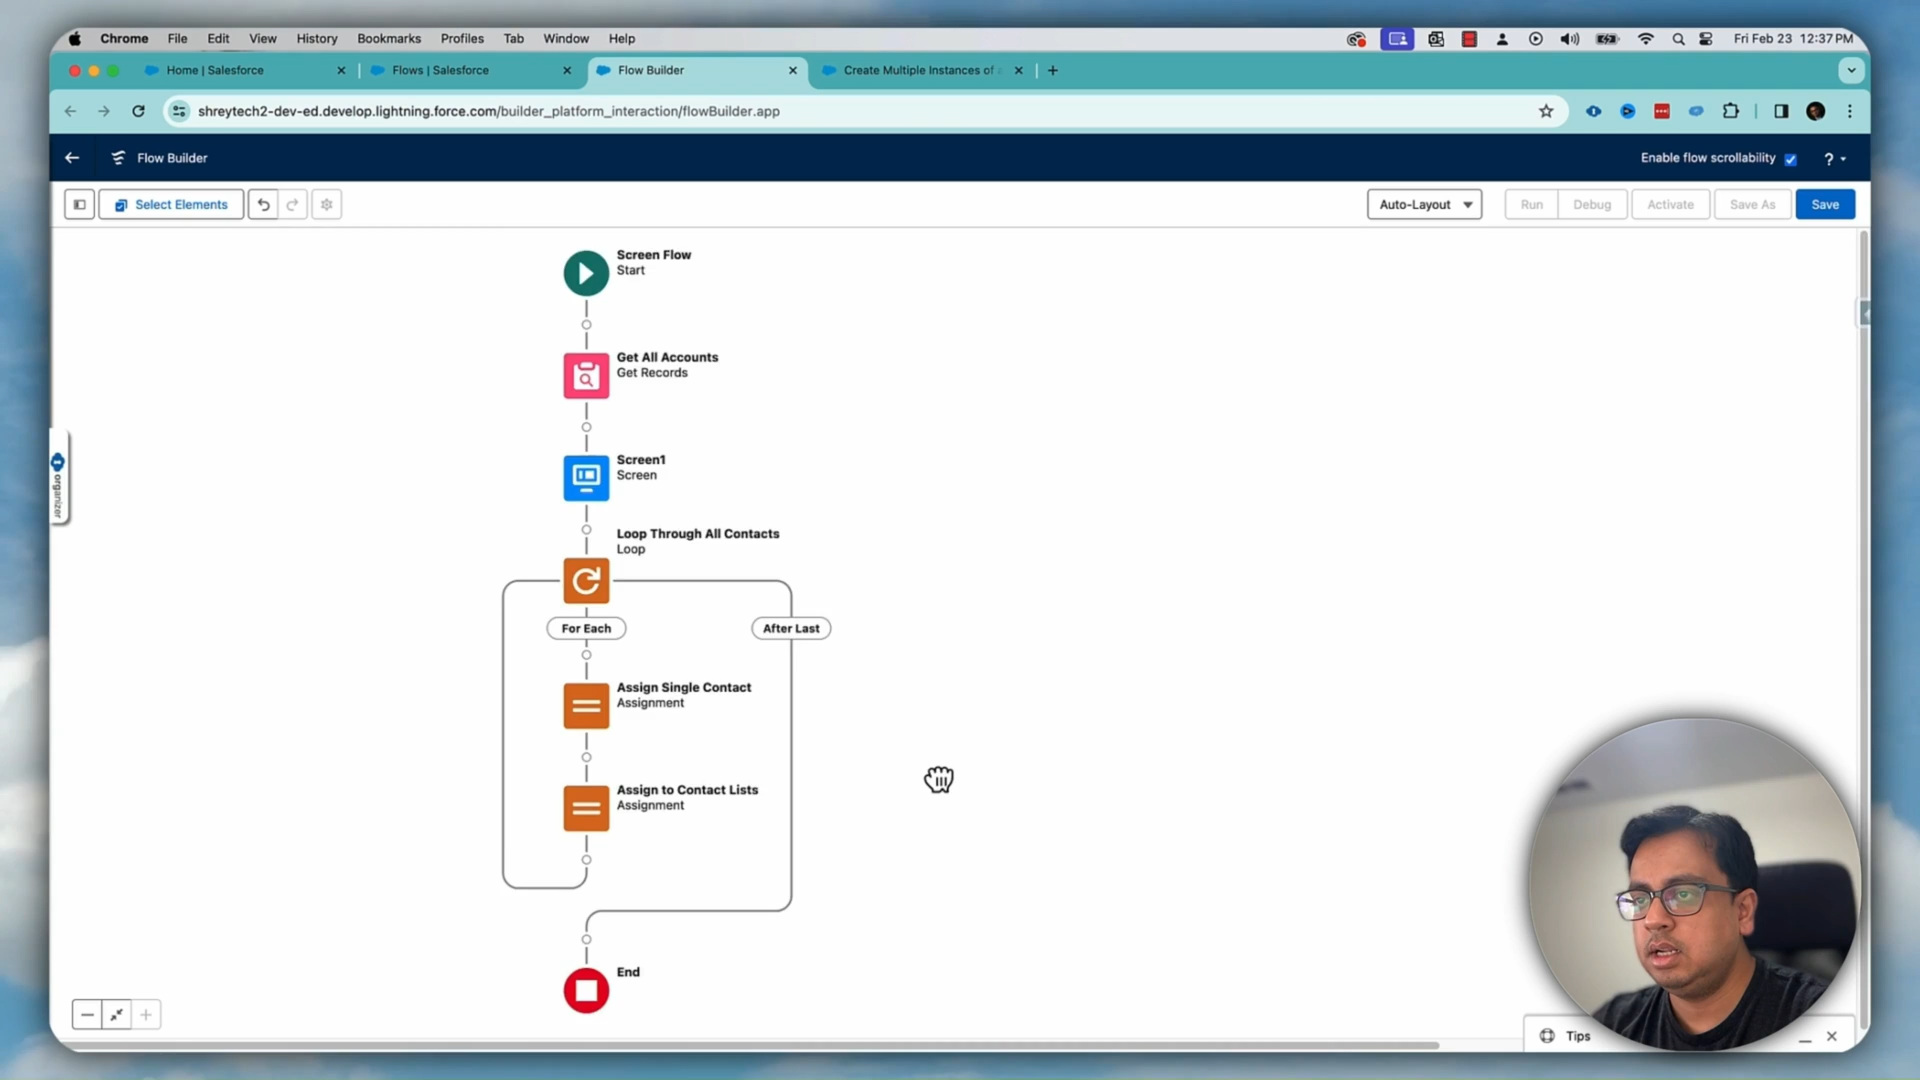 Chrome File Edit View History Bookmarks Profiles Tab Window Help Fri Feb 23 12:37 PM
Home | Salesforce Flows | Salesforce Flow Builder Create Multiple Instances of
shreytech2-dev-ed.develop.lightning.force.com/builder_platform_interaction/flowBuilder.app
Flow Builder Enable flow scrollability ?
Select Elements Auto-Layout Run Debug Activate Save As Save
Screen Flow
Start
Get All Accounts
Get Records
Screen1
Screen
organizer
Loop Through All Contacts
Loop
For Each After Last
Assign Single Contact
Assignment
Assign to Contact Lists
Assignment
End
Tips